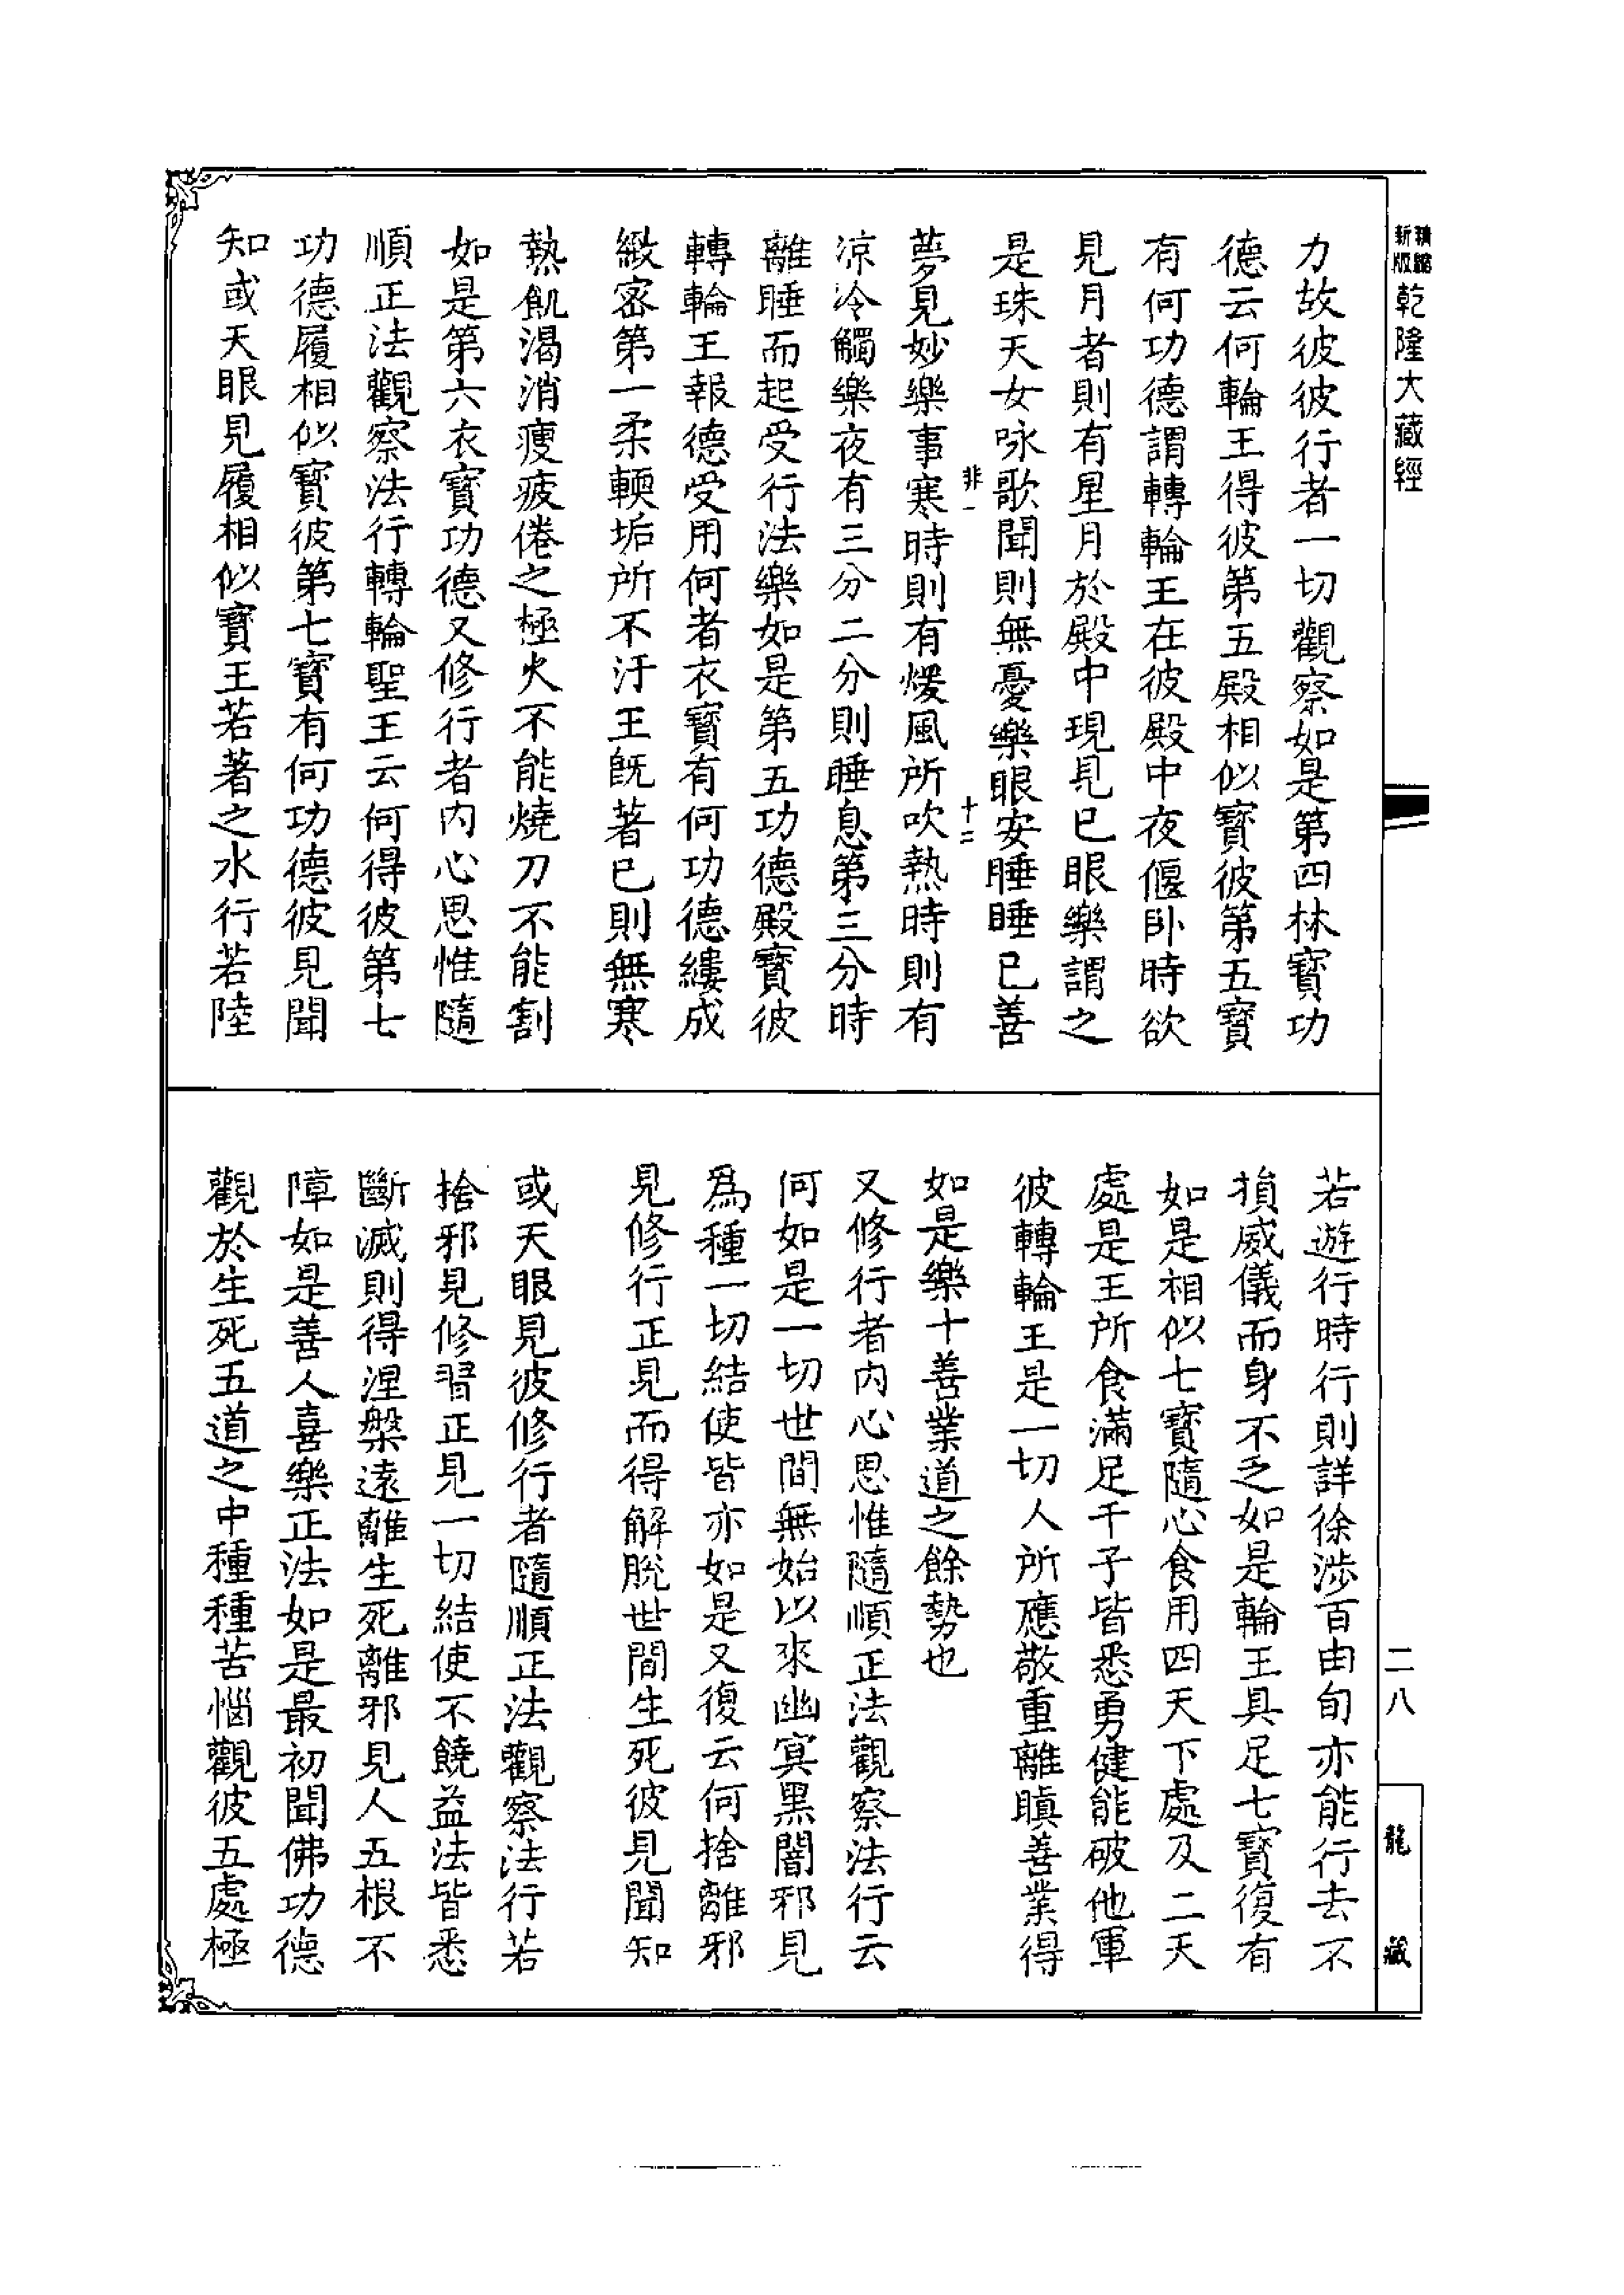 精縮
新版
乾隆大藏經
力故彼彼行者一切觀察如是第四林寶功
德云何輪王得彼第五殿相似寶彼第五寶
有何功德謂轉輪王在彼殿中夜偃卧時欲
見月者則有星月於殿中現見已眼樂謂之
是珠天女咏歌聞則無憂樂眼安睡睡已善
非一 十二
夢見妙樂事寒時則有煖風所吹熱時則有
涼冷觸樂夜有三分二分則睡息第三分時
離睡而起受行法樂如是第五功德殿寶彼
轉輪王報德受用何者衣寶有何功德縷成
緻密第一柔輭垢所不汙王旣著已則無寒
熱飢渴消瘦疲倦之極火不能燒刀不能割
如是第六衣寶功德又修行者内心思惟隨
順正法觀察法行轉輪聖王云何得彼第七
功德履相似寶彼第七寶有何功德彼見聞
知或天眼見履相似寶王若著之水行若陸
若遊行時行則詳徐涉百由旬亦能行去不
損威儀而身不乏如是輪王具足七寶復有
如是相似七寶隨心食用四天下處及二天
處是王所食滿足千子皆悉勇健能破他軍
彼轉輪王是一切人所應敬重離瞋善業得
如是樂十善業道之餘勢也
又修行者内心思惟隨順正法觀察法行云
何如是一切世間無始以來幽冥黑闇邪見
爲種一切結使皆亦如是又復云何捨離邪
見修行正見而得解脫世間生死彼見聞知
或天眼見彼修行者隨順正法觀察法行若
捨邪見修習正見一切結使不饒益法皆悉
斷滅則得涅槃遠離生死離邪見人五根不
障如是善人喜樂正法如是最初聞佛功德
觀於生死五道之中種種苦惱觀彼五處極
二八
龍藏